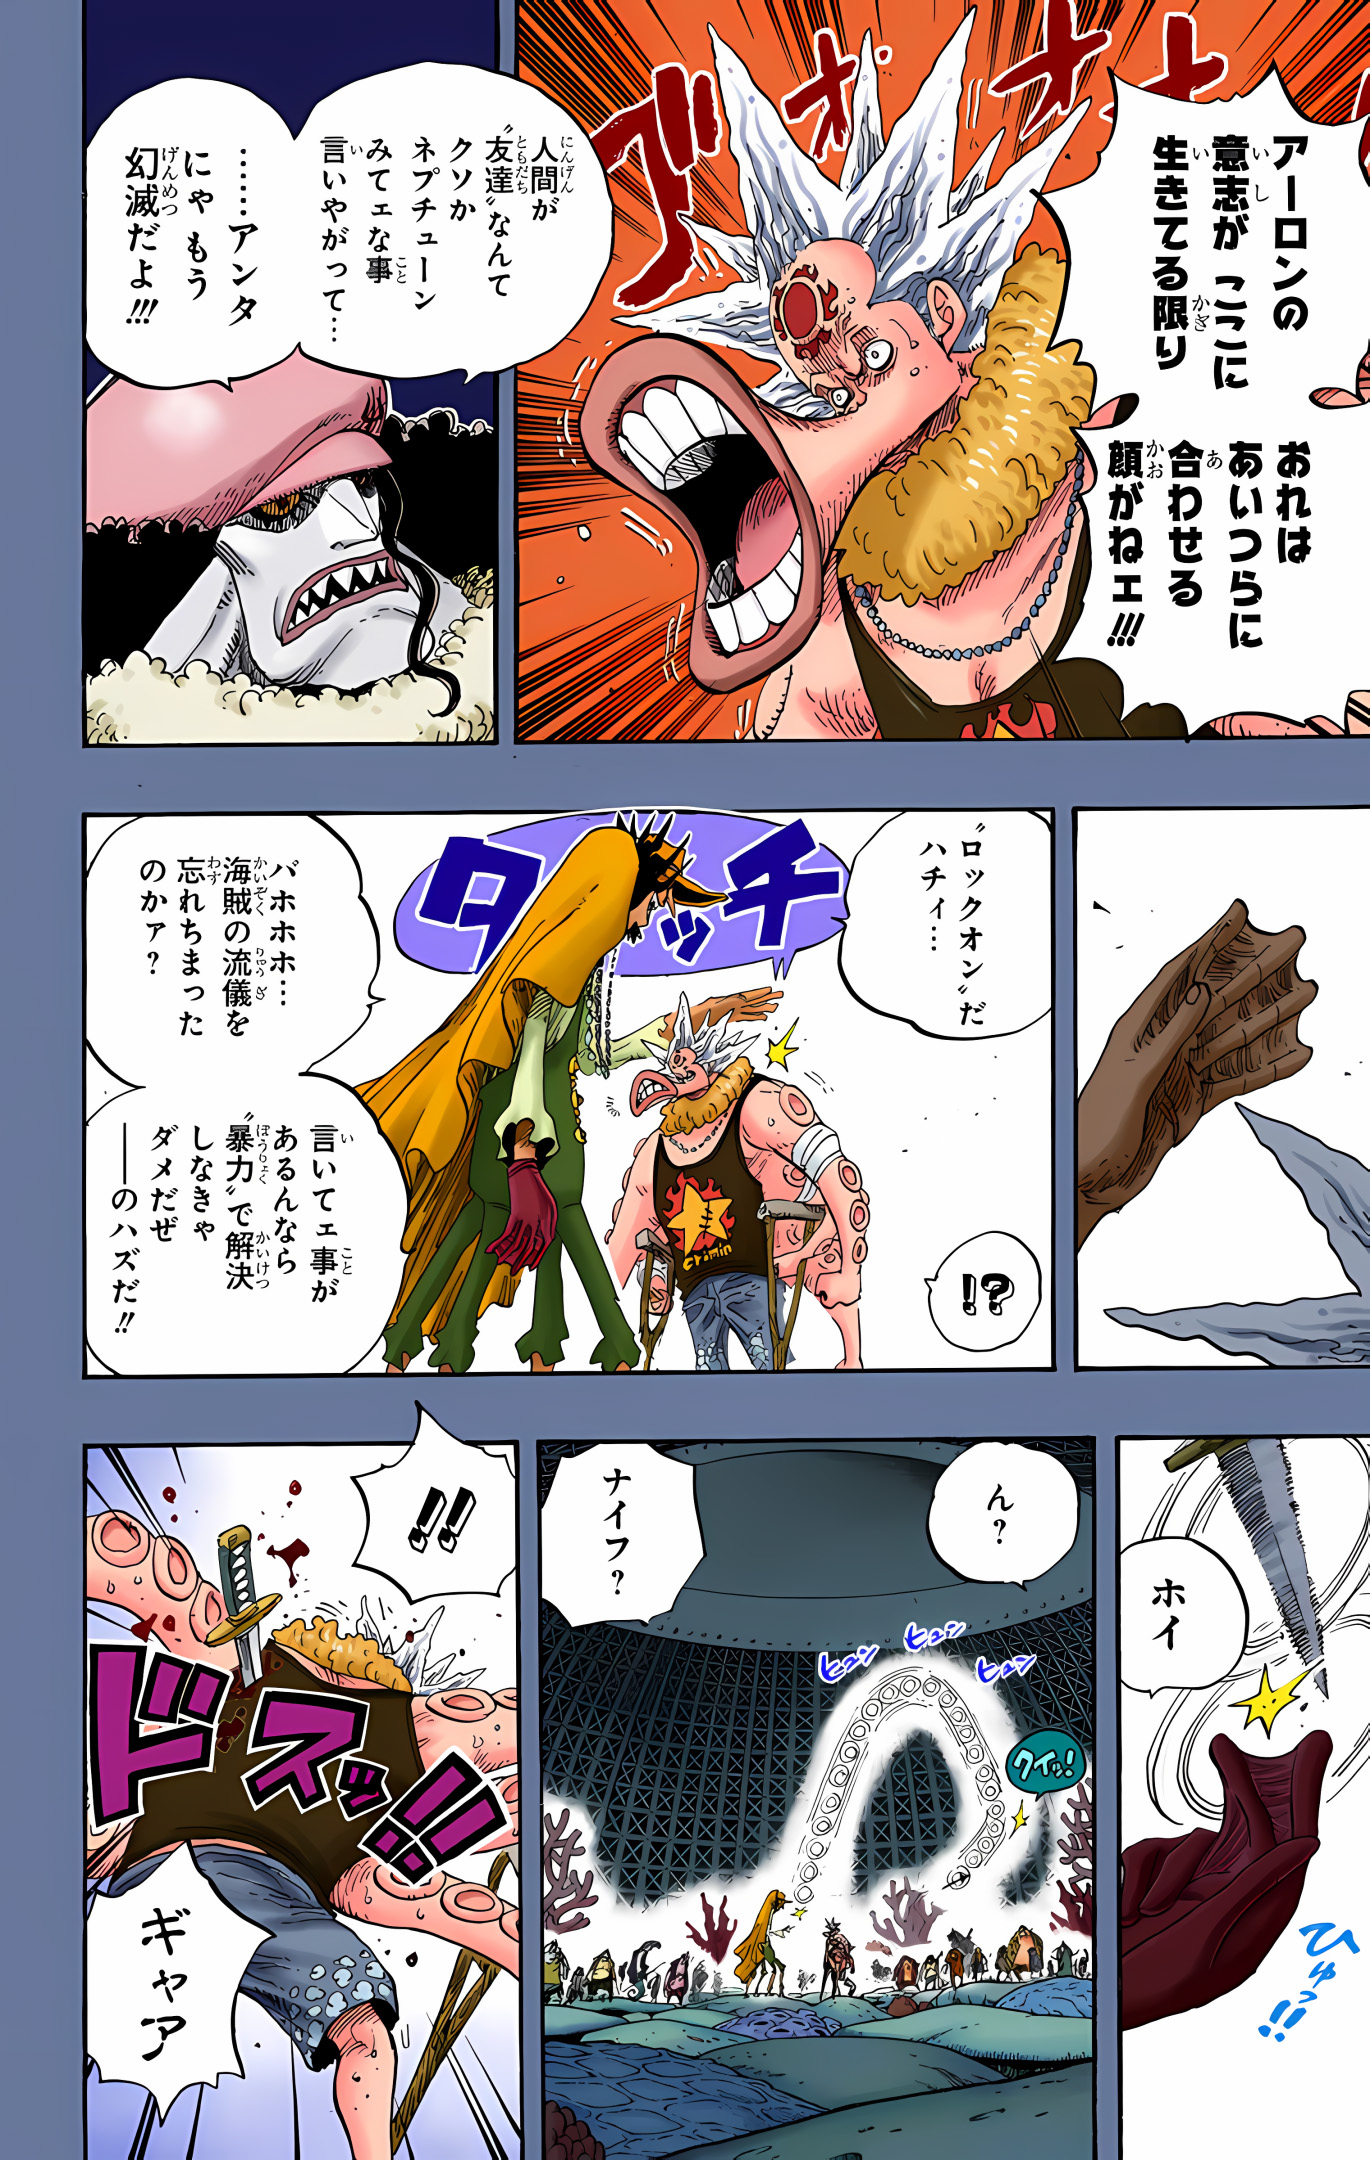 アーロンの
意志が ここに
生きてる限り
おれは
あいつらに
合わせる
顔がねェ!!!
ブオオオオ
人間が
〝友達〟なんて
クソか
ネプチューン
みてェな事
言いやがって…
……アンタ
にゃ もう
幻滅だよ!!!
〝ロックオン〟だ
ハチィ…
タッチ
!?
バホホホ…
海賊の流儀を
忘れちまった
のかァ?
言いてェ事が
あるんなら
〝暴力〟で解決
しなきゃ
ダメだぜ
──のハズだ!!
ホイ
ひゅっ!!
ん?
ナイフ?
ヒュン
ヒュン
ヒュン
クイッ!
!!
ドスッ!!
ギャアア